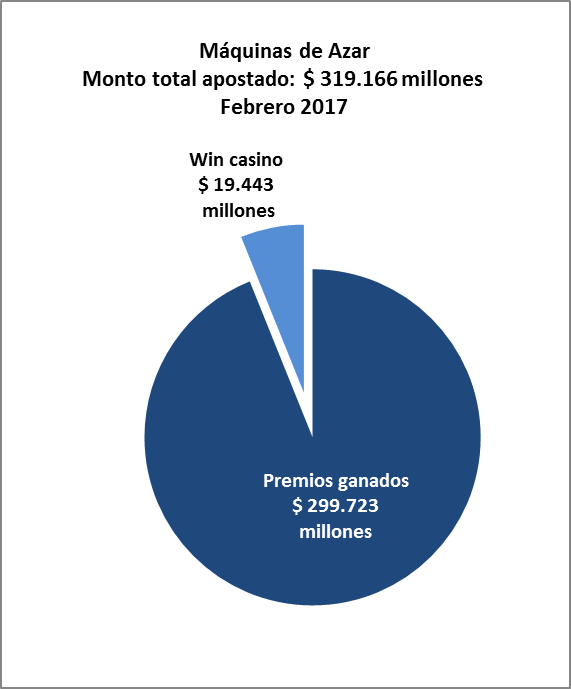 Máquinas de Azar
Monto total apostado: $ 319.166 millones
Febrero 2017
Win casino
$ 19.443
millones
Premios ganados
$ 299.723
millones